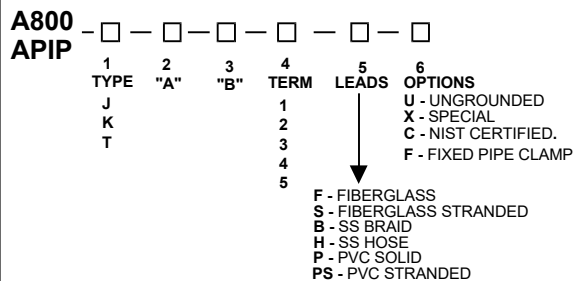 A800
APIP – □ – □ – □ – □ – □ – □
1 2 3 4 5 6
TYPE "A" "B" TERM LEADS OPTIONS
J 1 U - UNGROUNDED
K 2 X - SPECIAL
T 3 C - NIST CERTIFIED.
4 F - FIXED PIPE CLAMP
5
F - FIBERGLASS
S - FIBERGLASS STRANDED
B - SS BRAID
H - SS HOSE
P - PVC SOLID
PS - PVC STRANDED